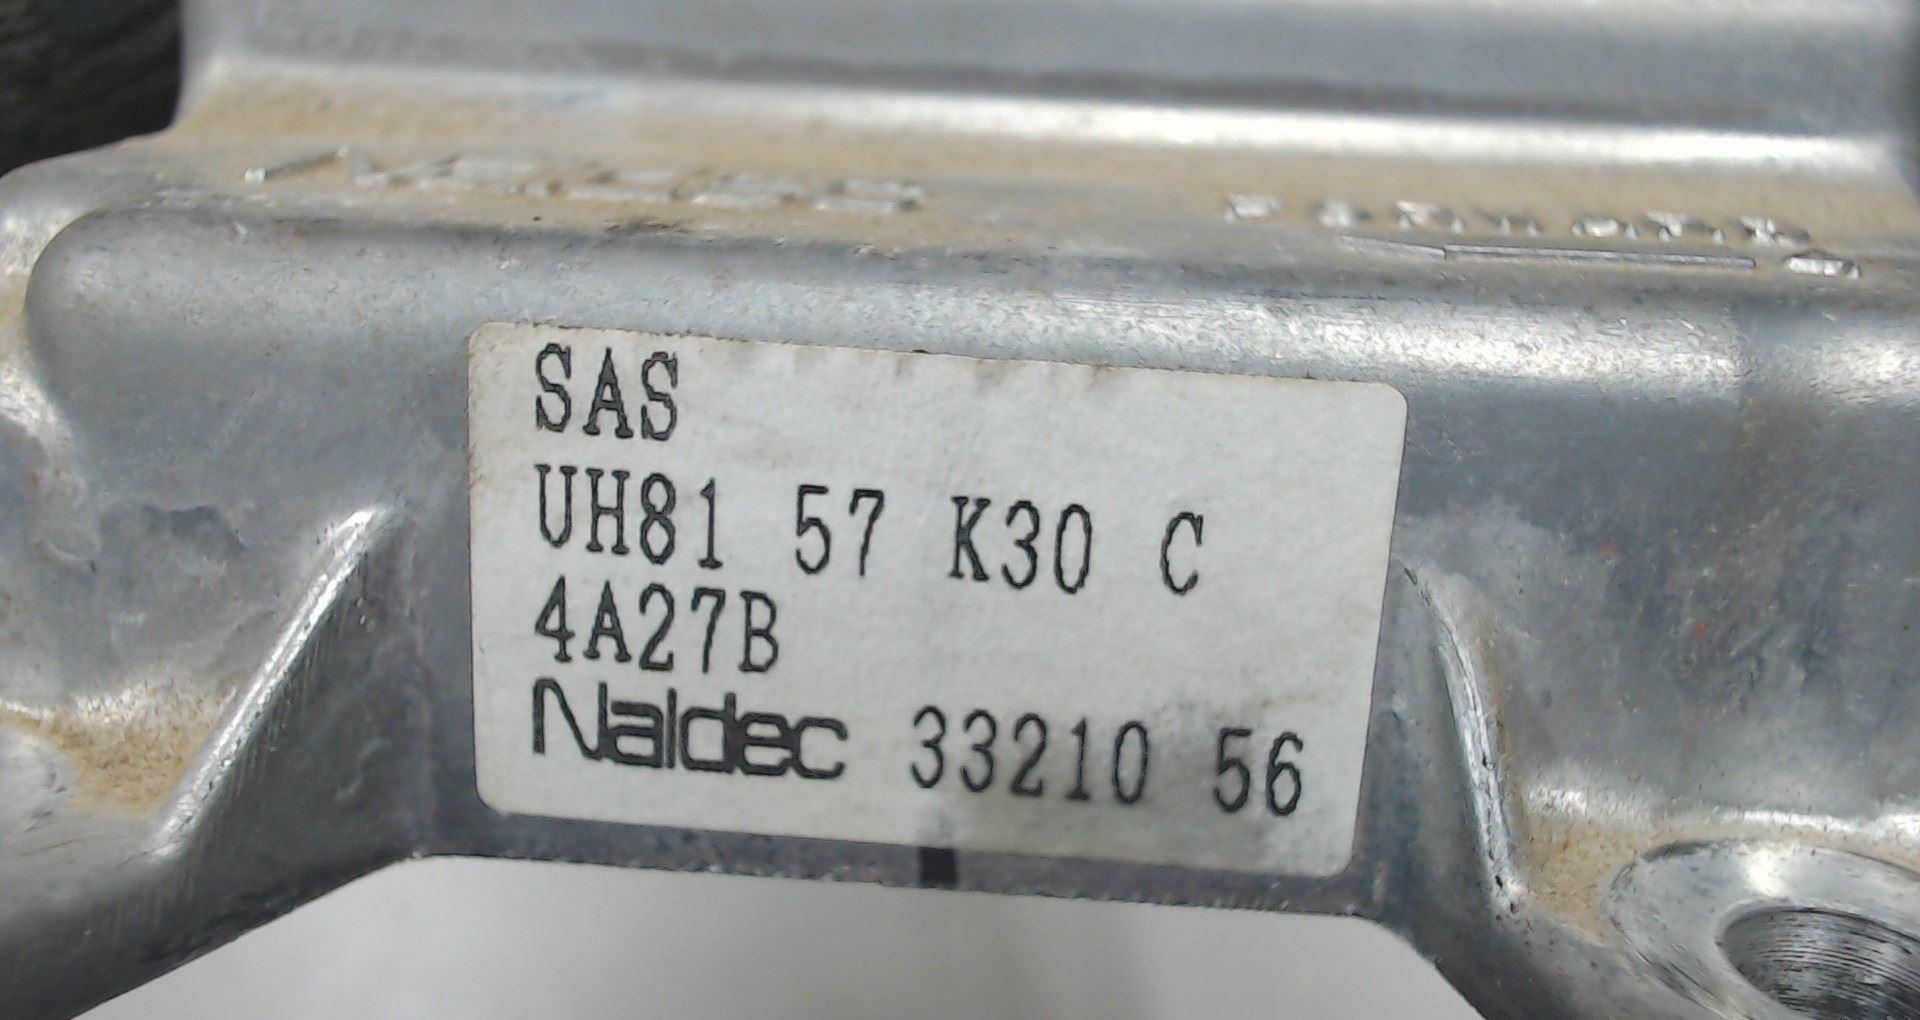 SAS
UH81 57 K30 C
4A27B
Naldec 33210 56